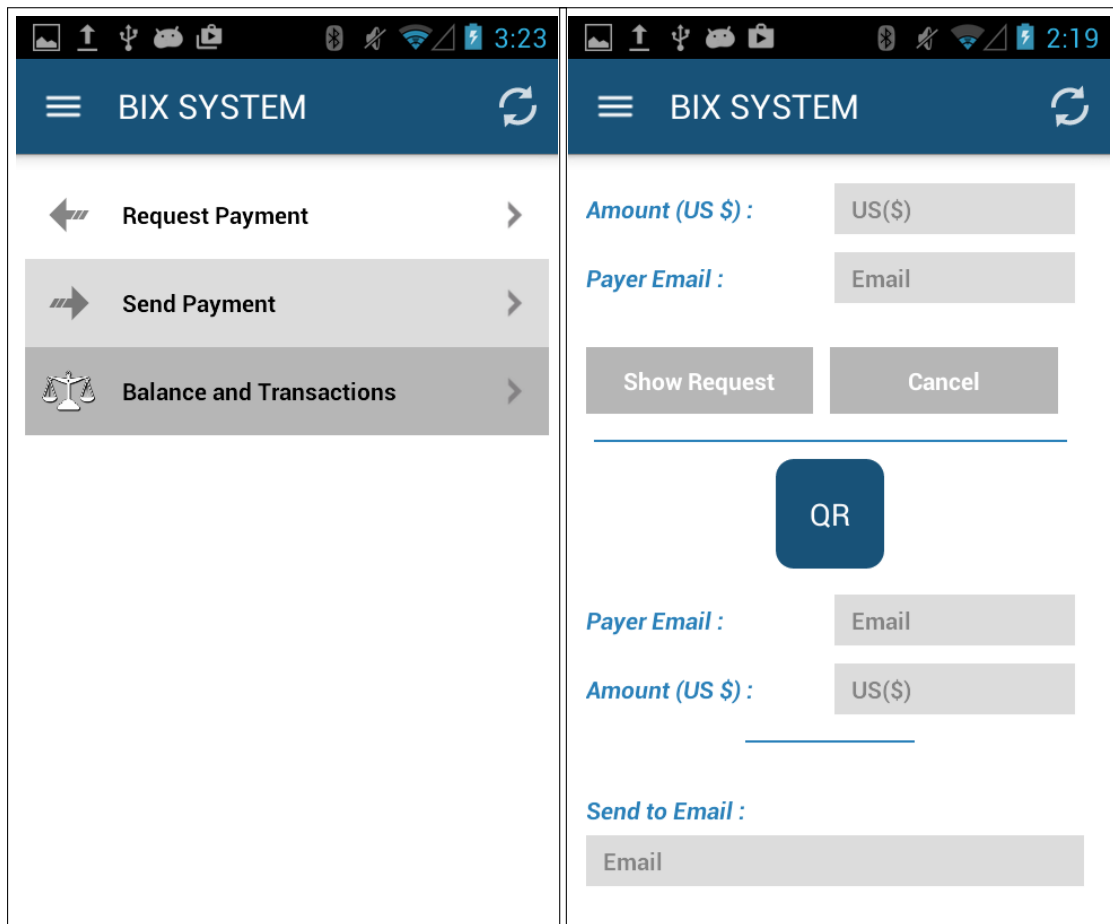 3:23
BIX SYSTEM
Request Payment
Send Payment
Balance and Transactions
2:19
BIX SYSTEM
Amount (US $) : US($)
Payer Email : Email
Show Request Cancel
QR
Payer Email : Email
Amount (US $) : US($)
Send to Email :
Email